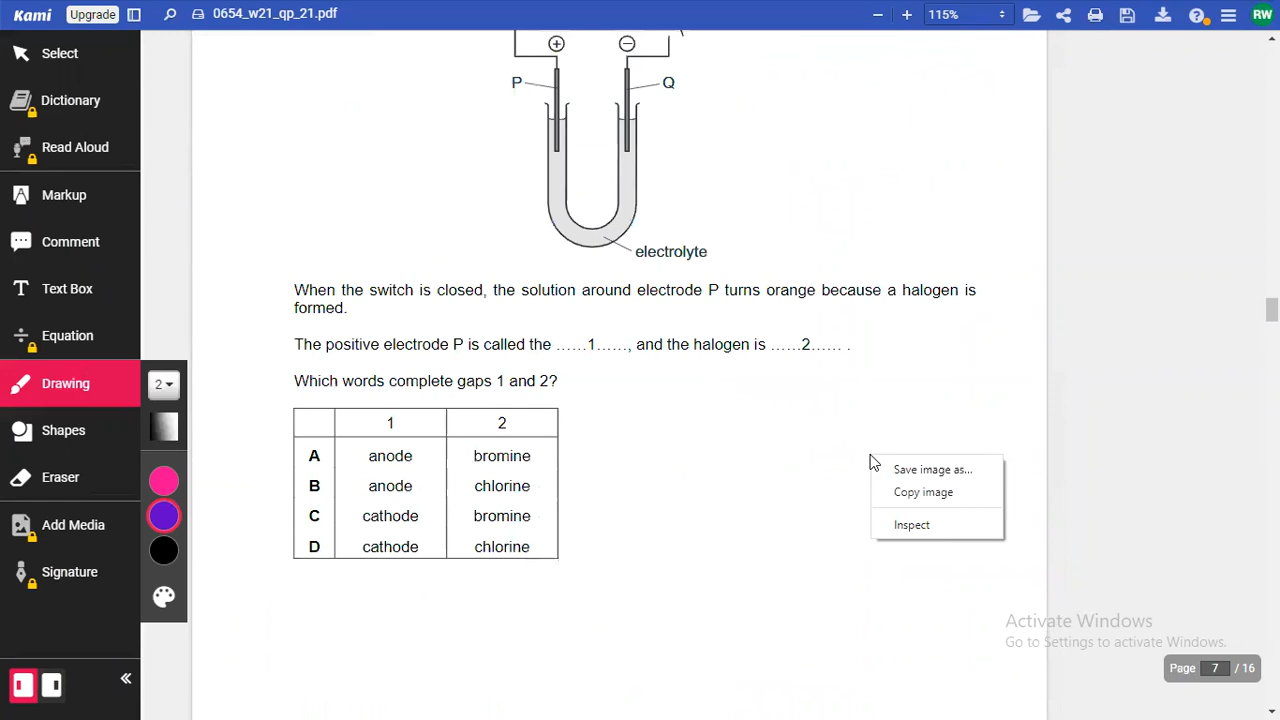 Kami
Upgrade
0654_w21_qp_21.pdf
115%
RW
Select
Dictionary
Read Aloud
Markup
Comment
Text Box
Equation
Drawing
Shapes
Eraser
Add Media
Signature
2
+
−
P
Q
electrolyte
When the switch is closed, the solution around electrode P turns orange because a halogen is
formed.
The positive electrode P is called the ......1......, and the halogen is ......2...... .
Which words complete gaps 1 and 2?
1 2
A anode bromine
B anode chlorine
C cathode bromine
D cathode chlorine
Save image as...
Copy image
Inspect
Activate Windows
Go to Settings to activate Windows.
Page 7 / 16